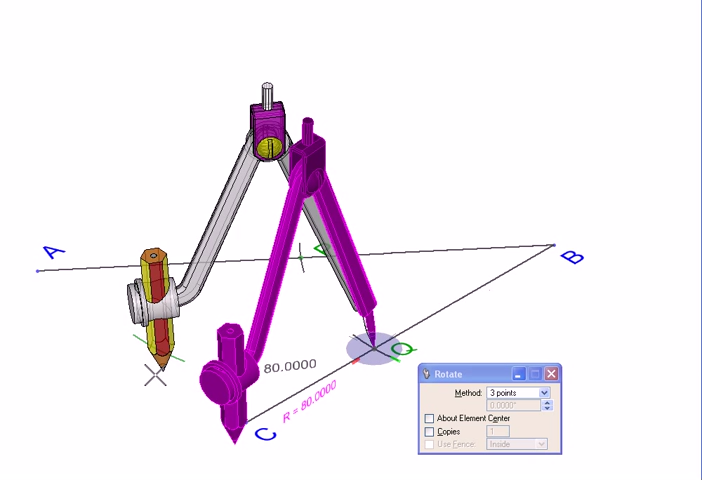 A
B
Q
80.0000
R = 80.0000
C
Rotate
Method: 3 points
0.0000°
About Element Center
Copies 1
Use Fence: Inside